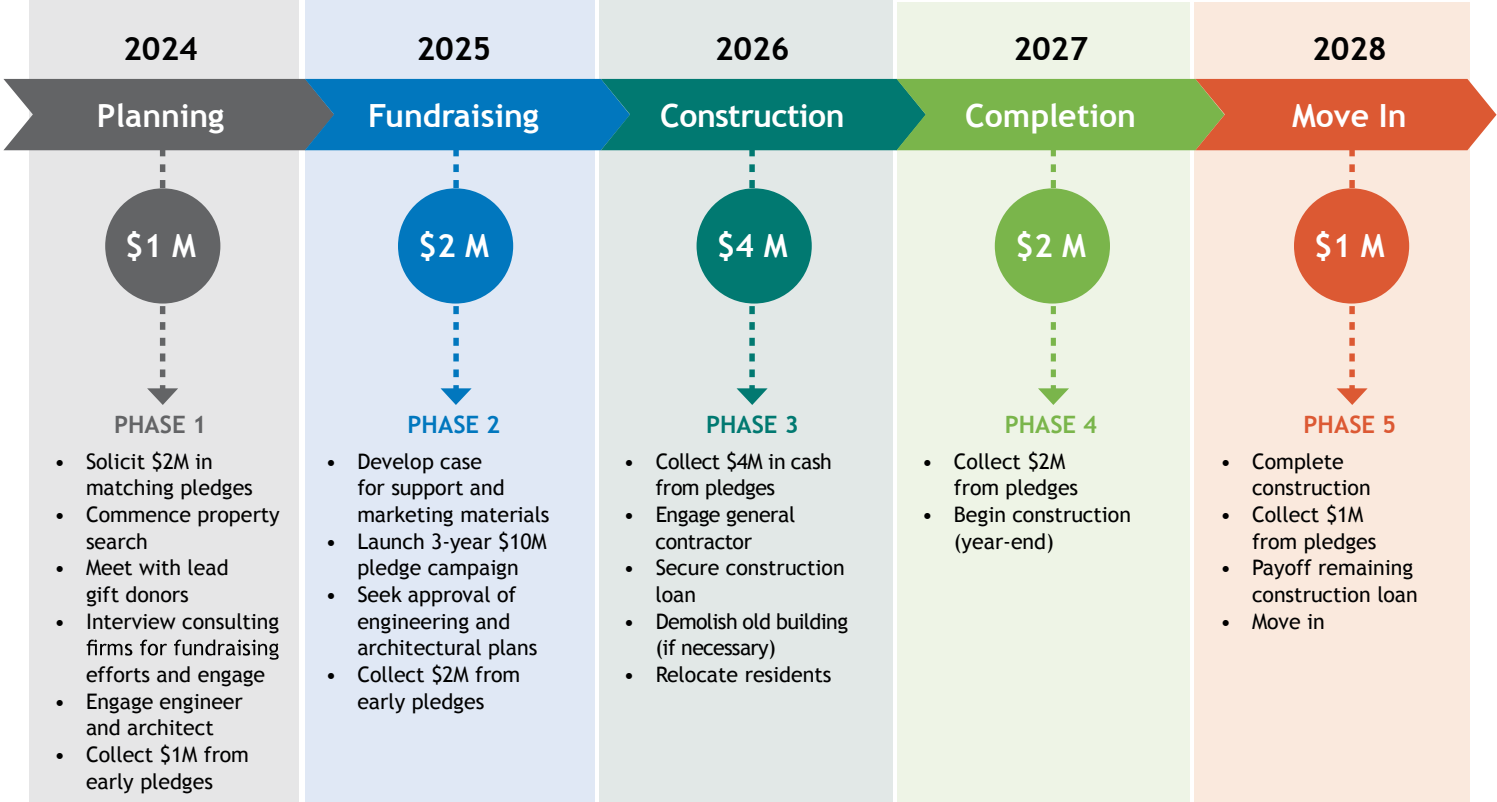 2024
Planning
$1 M
PHASE 1
• Solicit $2M in
matching pledges
• Commence property
search
• Meet with lead
gift donors
• Interview consulting
firms for fundraising
efforts and engage
• Engage engineer
and architect
• Collect $1M from
early pledges
2025
Fundraising
$2 M
PHASE 2
• Develop case
for support and
marketing materials
• Launch 3-year $10M
pledge campaign
• Seek approval of
engineering and
architectural plans
• Collect $2M from
early pledges
2026
Construction
$4 M
PHASE 3
• Collect $4M in cash
from pledges
• Engage general
contractor
• Secure construction
loan
• Demolish old building
(if necessary)
• Relocate residents
2027
Completion
$2 M
PHASE 4
• Collect $2M
from pledges
• Begin construction
(year-end)
2028
Move In
$1 M
PHASE 5
• Complete
construction
• Collect $1M
from pledges
• Payoff remaining
construction loan
• Move in